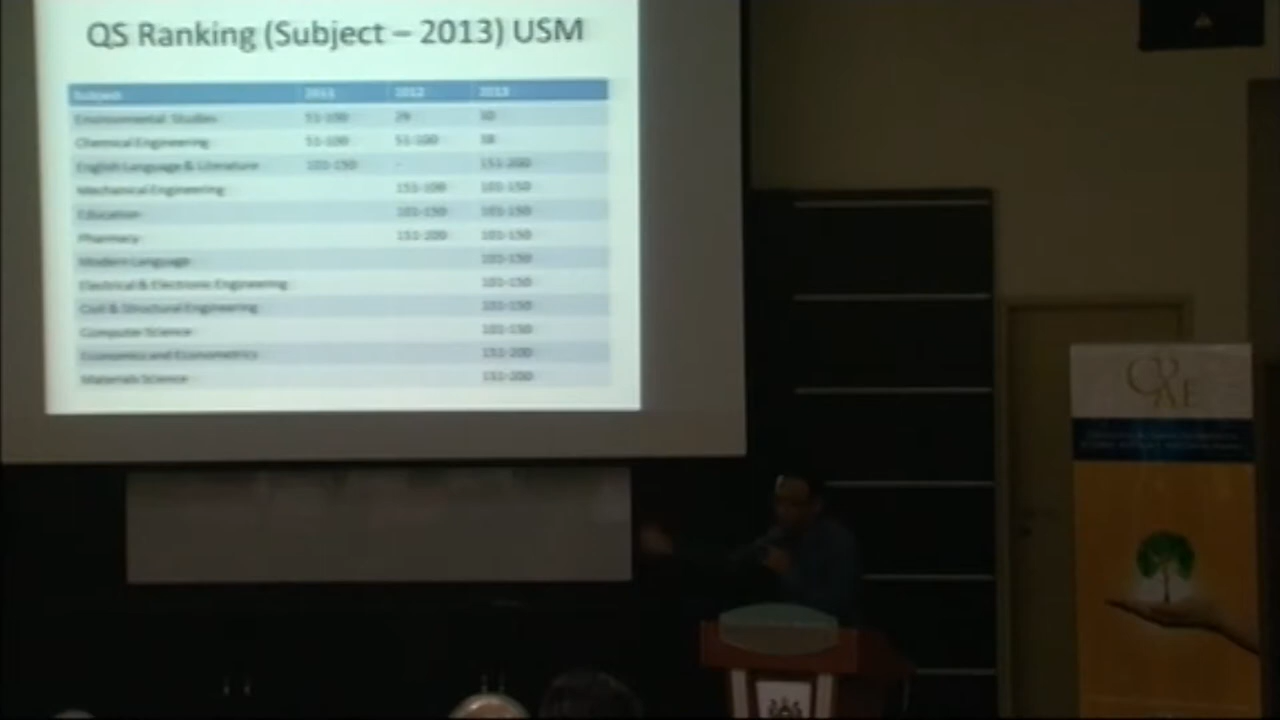 QS Ranking (Subject – 2013) USM
Subject 2011 2012 2013
Environmental Studies 51-100 29
Chemical Engineering 51-100 51-100 38
English Language & Literature 101-150 - 151-200
Mechanical Engineering 151-100 101-150
Education 101-150 101-150
Pharmacy 151-200 101-150
Modern Language 101-150
Electrical & Electronic Engineering 101-150
Civil & Structural Engineering 101-150
Computer Science 101-150
Economics and Econometrics 151-200
Materials Science 151-200